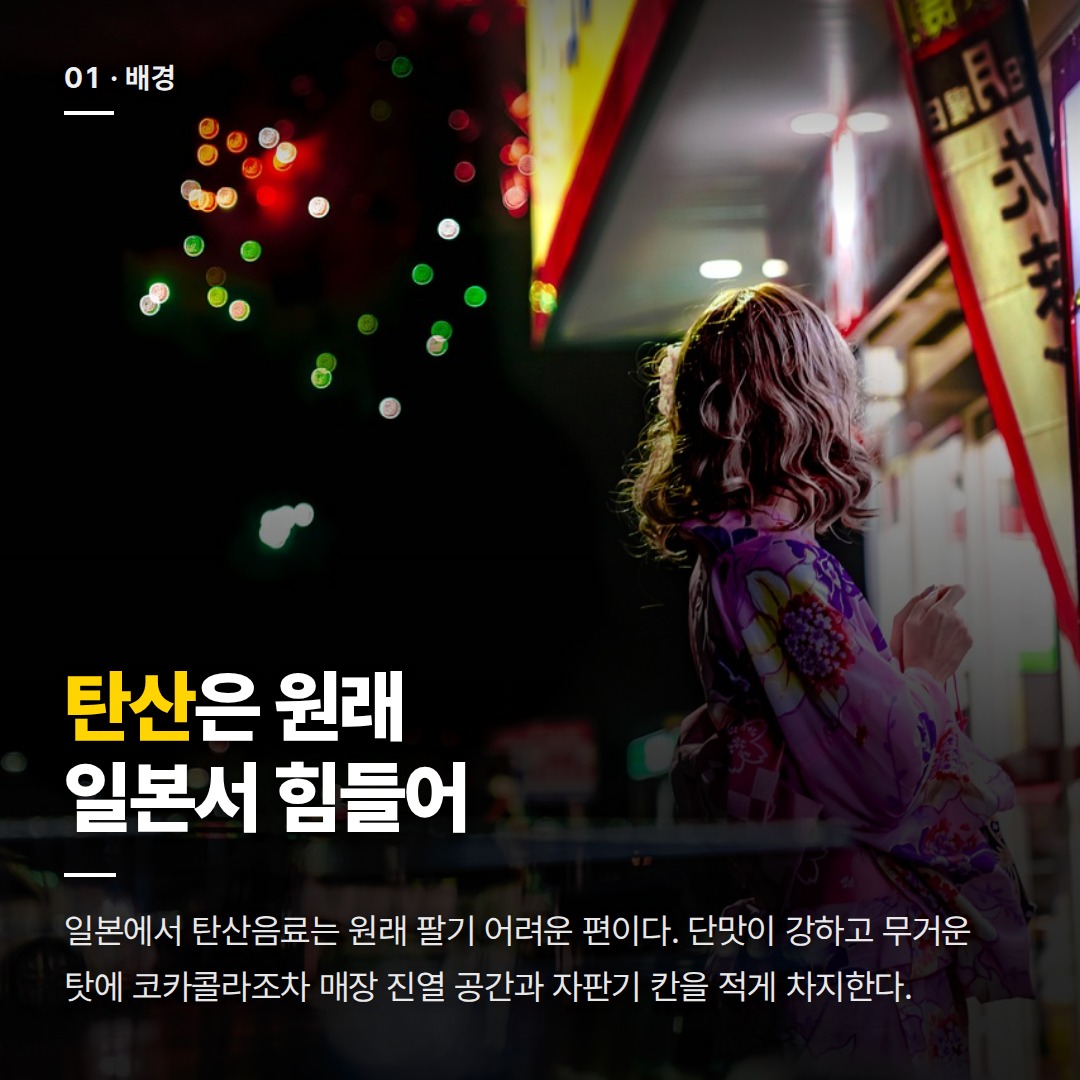 01 · 배경
탄산은 원래
일본서 힘들어
일본에서 탄산음료는 원래 팔기 어려운 편이다. 단맛이 강하고 무거운
탓에 코카콜라조차 매장 진열 공간과 자판기 칸을 적게 차지한다.